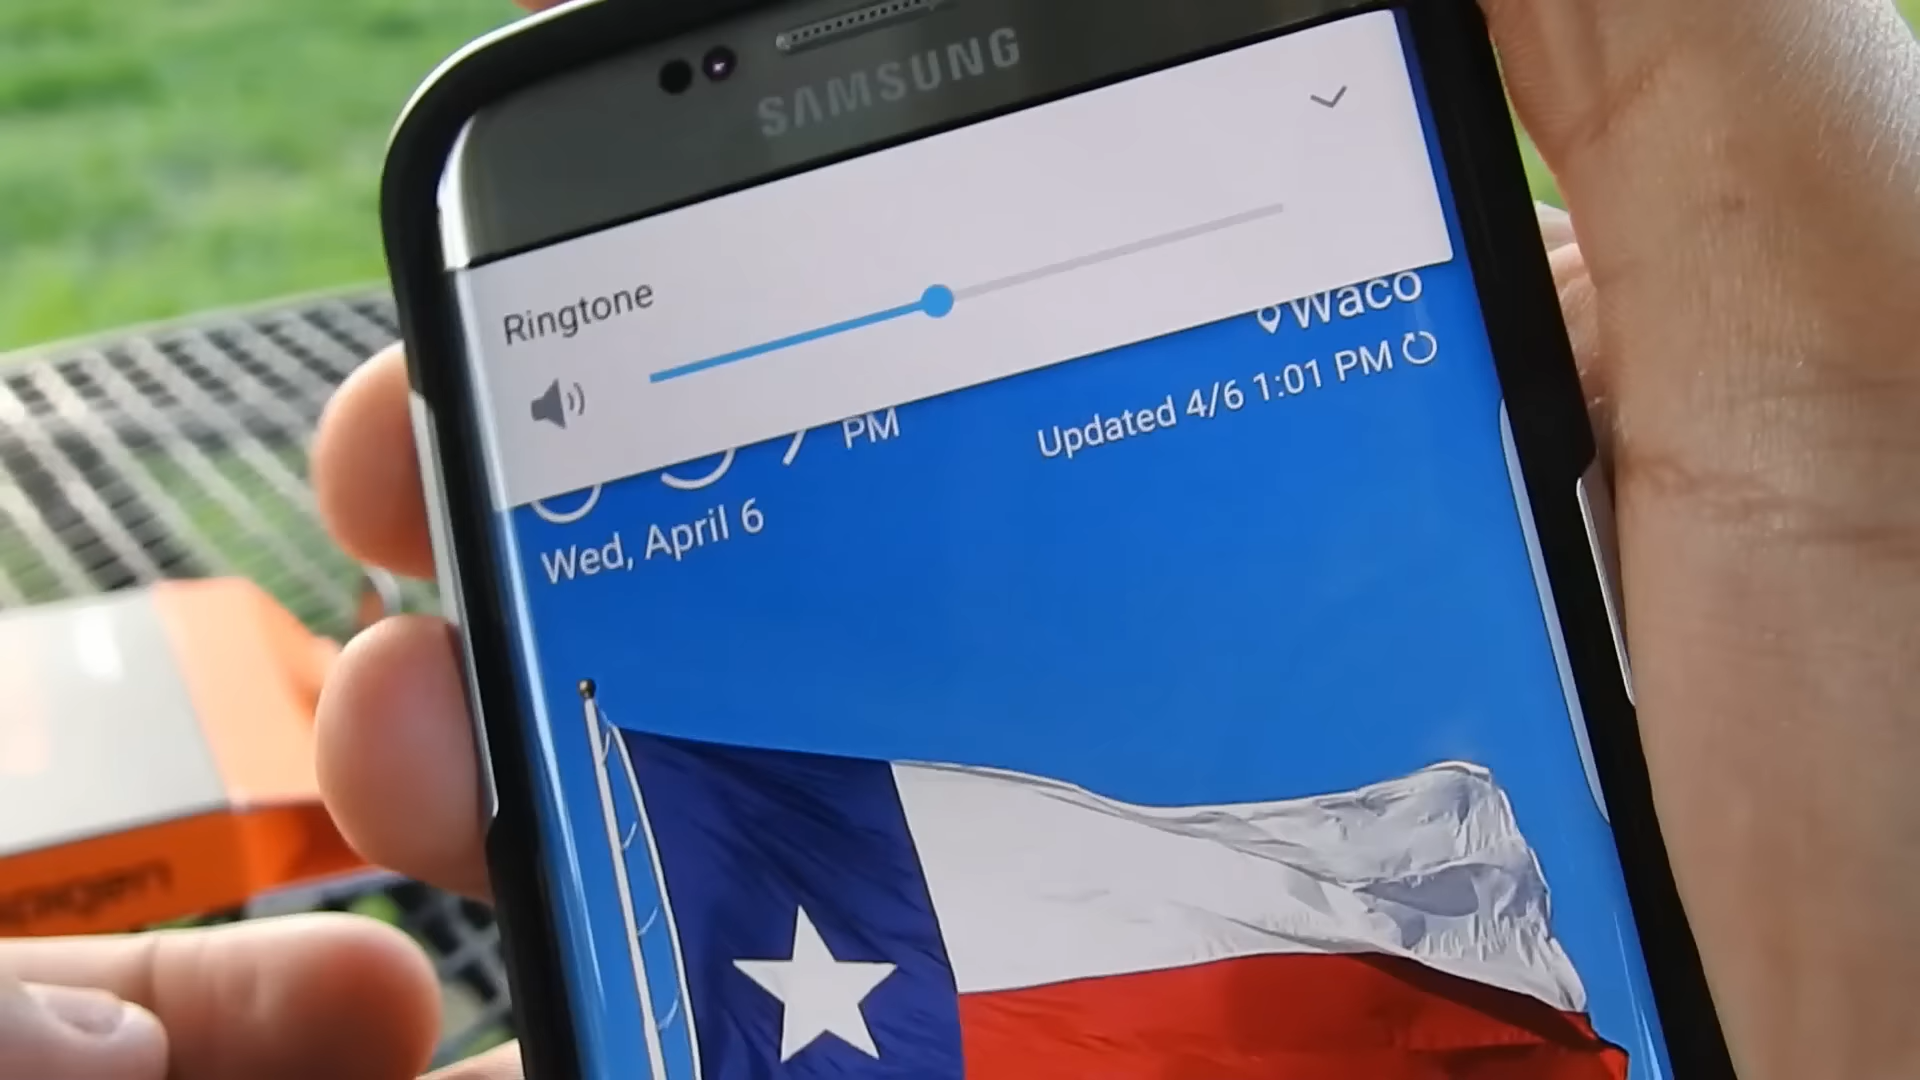 SAMSUNG
Ringtone
Waco
PM
Updated 4/6 1:01 PM
Wed, April 6